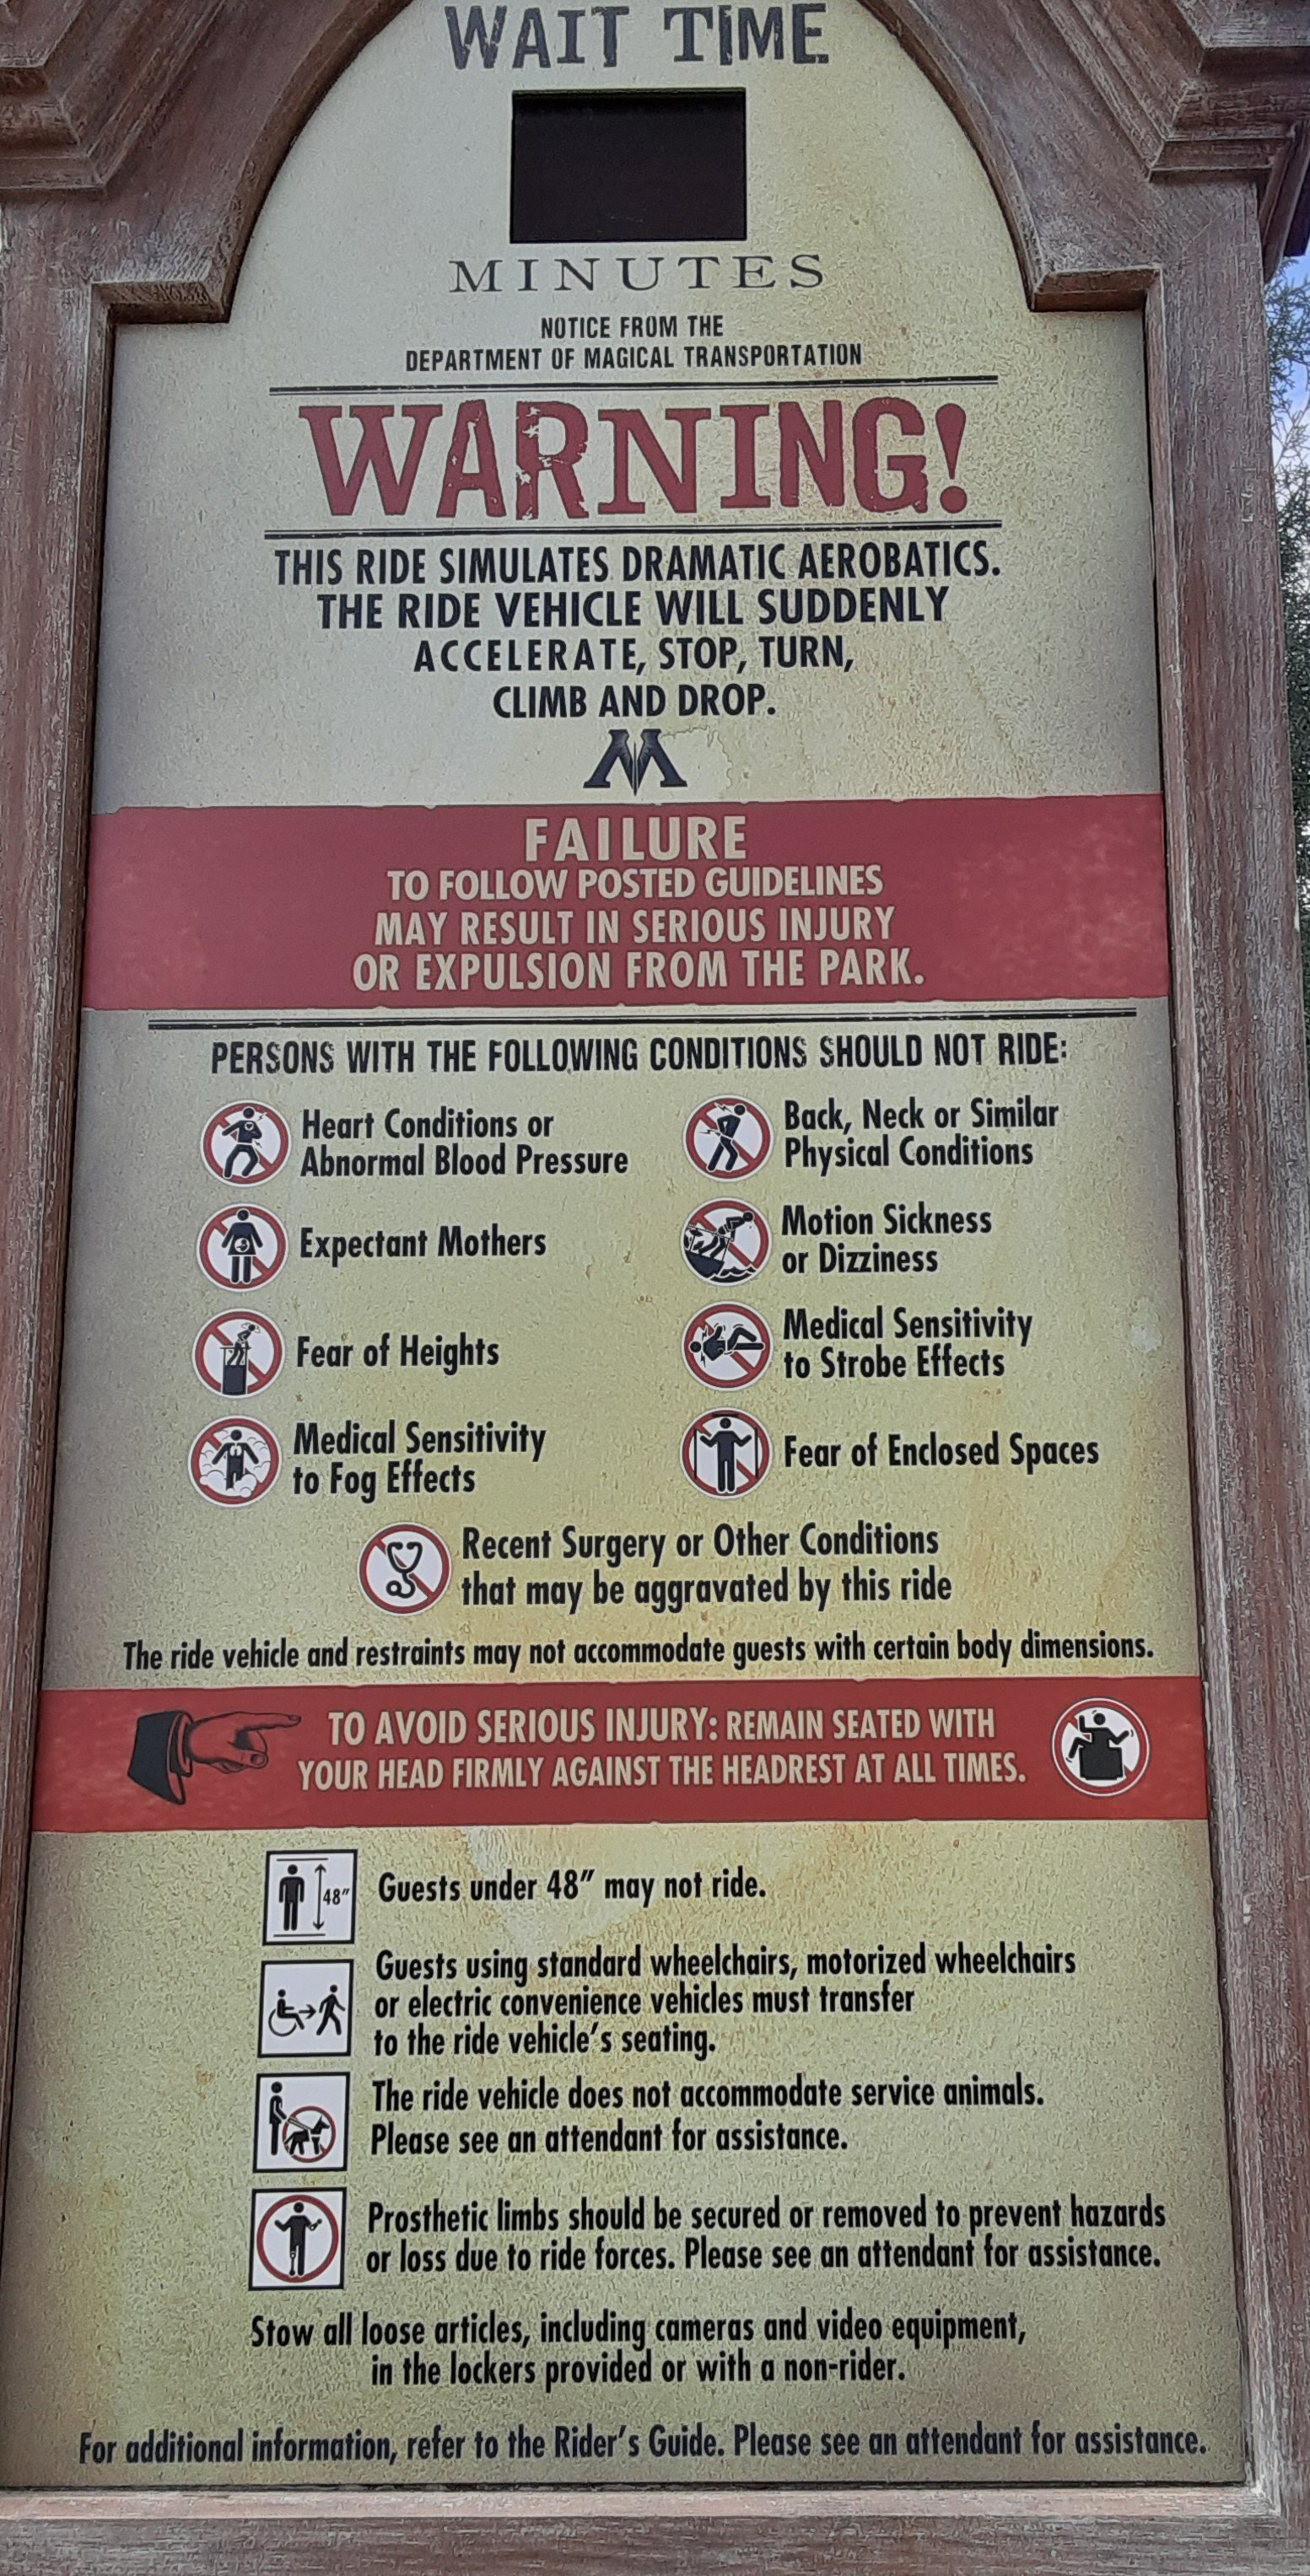 WAIT TIME
MINUTES
NOTICE FROM THE
DEPARTMENT OF MAGICAL TRANSPORTATION
WARNING!
THIS RIDE SIMULATES DRAMATIC AEROBATICS.
THE RIDE VEHICLE WILL SUDDENLY
ACCELERATE, STOP, TURN,
CLIMB AND DROP.
M
FAILURE
TO FOLLOW POSTED GUIDELINES
MAY RESULT IN SERIOUS INJURY
OR EXPULSION FROM THE PARK.
PERSONS WITH THE FOLLOWING CONDITIONS SHOULD NOT RIDE:
Heart Conditions or
Abnormal Blood Pressure
Back, Neck or Similar
Physical Conditions
Expectant Mothers
Motion Sickness
or Dizziness
Fear of Heights
Medical Sensitivity
to Strobe Effects
Medical Sensitivity
to Fog Effects
Fear of Enclosed Spaces
Recent Surgery or Other Conditions
that may be aggravated by this ride
The ride vehicle and restraints may not accommodate guests with certain body dimensions.
TO AVOID SERIOUS INJURY: REMAIN SEATED WITH
YOUR HEAD FIRMLY AGAINST THE HEADREST AT ALL TIMES.
48”
Guests under 48” may not ride.
Guests using standard wheelchairs, motorized wheelchairs
or electric convenience vehicles must transfer
to the ride vehicle’s seating.
The ride vehicle does not accommodate service animals.
Please see an attendant for assistance.
Prosthetic limbs should be secured or removed to prevent hazards
or loss due to ride forces. Please see an attendant for assistance.
Stow all loose articles, including cameras and video equipment,
in the lockers provided or with a non-rider.
For additional information, refer to the Rider’s Guide. Please see an attendant for assistance.